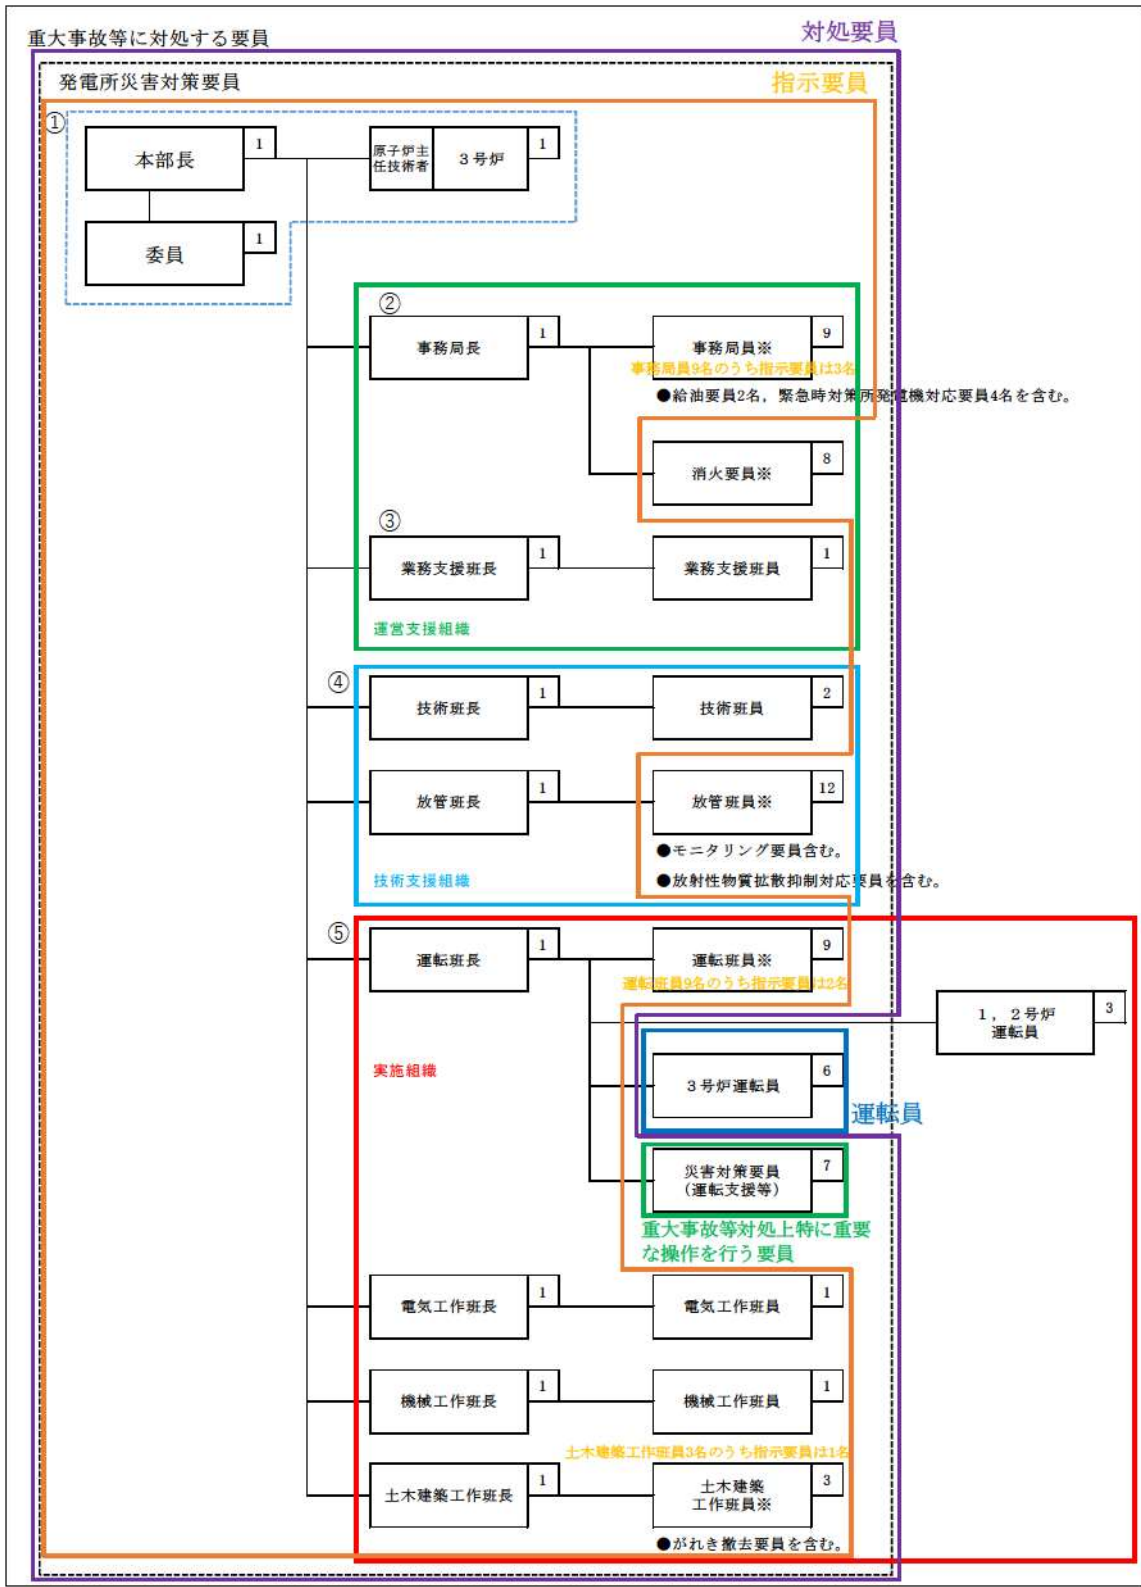 重大事故等に対処する要員
対処要員
発電所災害対策要員
指示要員
①
本部長
1
原子炉主
任技術者
3号炉
1
委員
1
②
事務局長
1
事務局員※
9
事務局員9名のうち指示要員は3名
●給油要員2名，緊急時対策所発電機対応要員4名を含む。
消火要員※
8
③
業務支援班長
1
業務支援班員
1
運営支援組織
④
技術班長
1
技術班員
2
放管班長
1
放管班員※
12
●モニタリング要員含む。
●放射性物質拡散抑制対応要員を含む。
技術支援組織
⑤
運転班長
1
運転班員※
9
運転班員9名のうち指示要員は2名
1，2号炉
運転員
3
実施組織
3号炉運転員
6
運転員
災害対策要員
（運転支援等）
7
重大事故等対処上特に重要
な操作を行う要員
電気工作班長
1
電気工作班員
1
機械工作班長
1
機械工作班員
1
土木建築工作班員3名のうち指示要員は1名
土木建築工作班長
1
土木建築
工作班員※
3
●がれき撤去要員を含む。